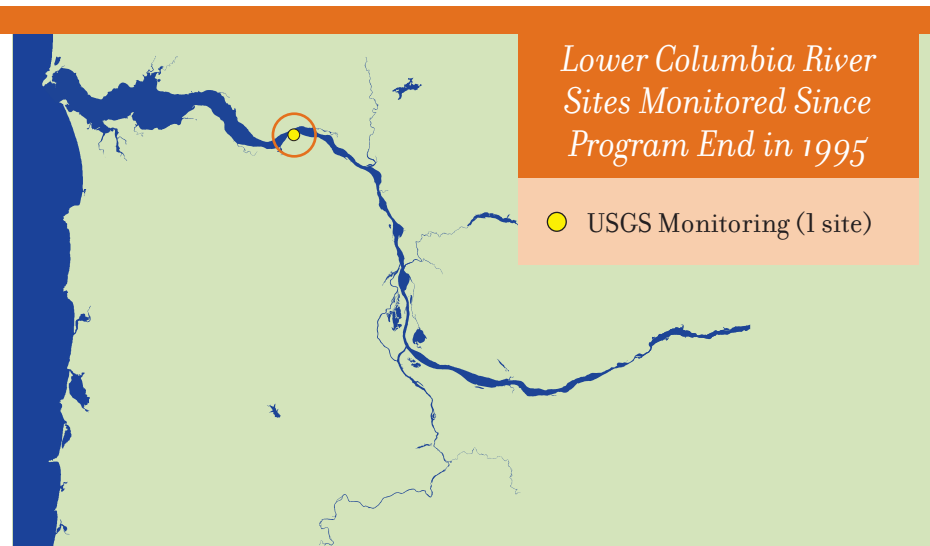 Lower Columbia River
Sites Monitored Since
Program End in 1995
USGS Monitoring (1 site)